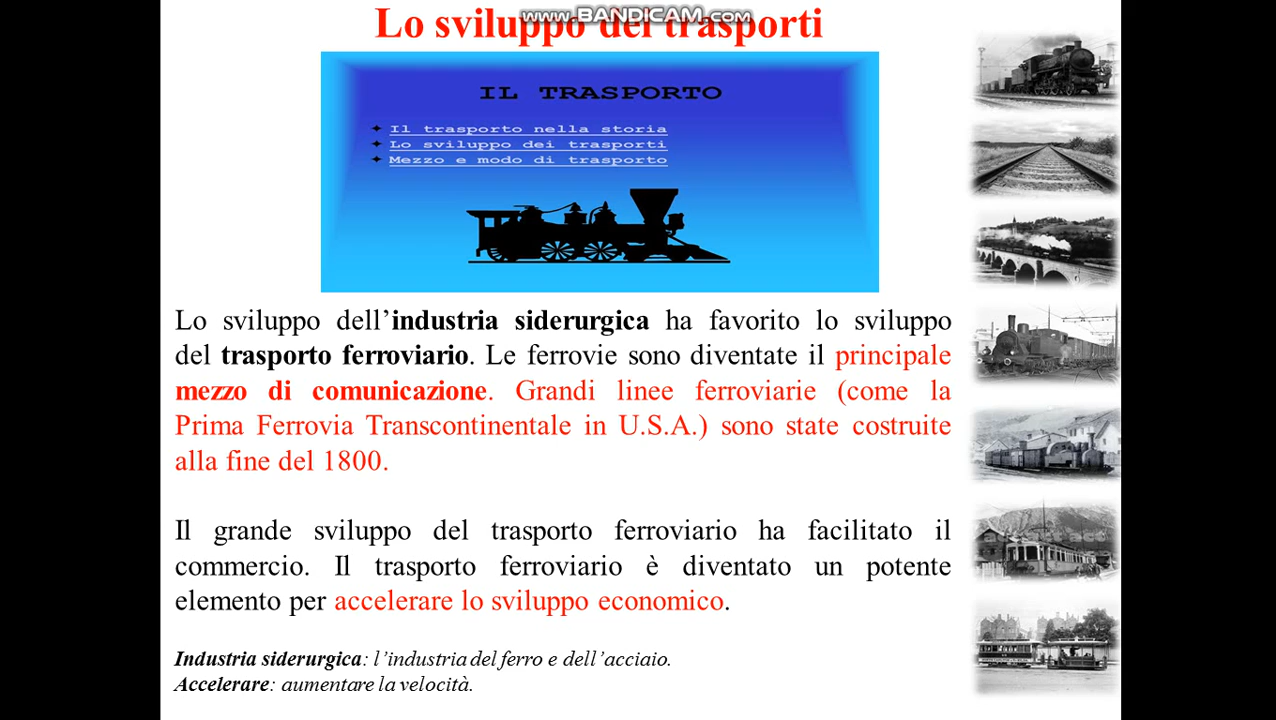 www.BANDICAM.com
Lo sviluppo dei trasporti
IL TRASPORTO
Il trasporto nella storia
Lo sviluppo dei trasporti
Mezzo e modo di trasporto
Lo sviluppo dell’industria siderurgica ha favorito lo sviluppo
del trasporto ferroviario. Le ferrovie sono diventate il principale
mezzo di comunicazione. Grandi linee ferroviarie (come la
Prima Ferrovia Transcontinentale in U.S.A.) sono state costruite
alla fine del 1800.
Il grande sviluppo del trasporto ferroviario ha facilitato il
commercio. Il trasporto ferroviario è diventato un potente
elemento per accelerare lo sviluppo economico.
Industria siderurgica: l’industria del ferro e dell’acciaio.
Accelerare: aumentare la velocità.